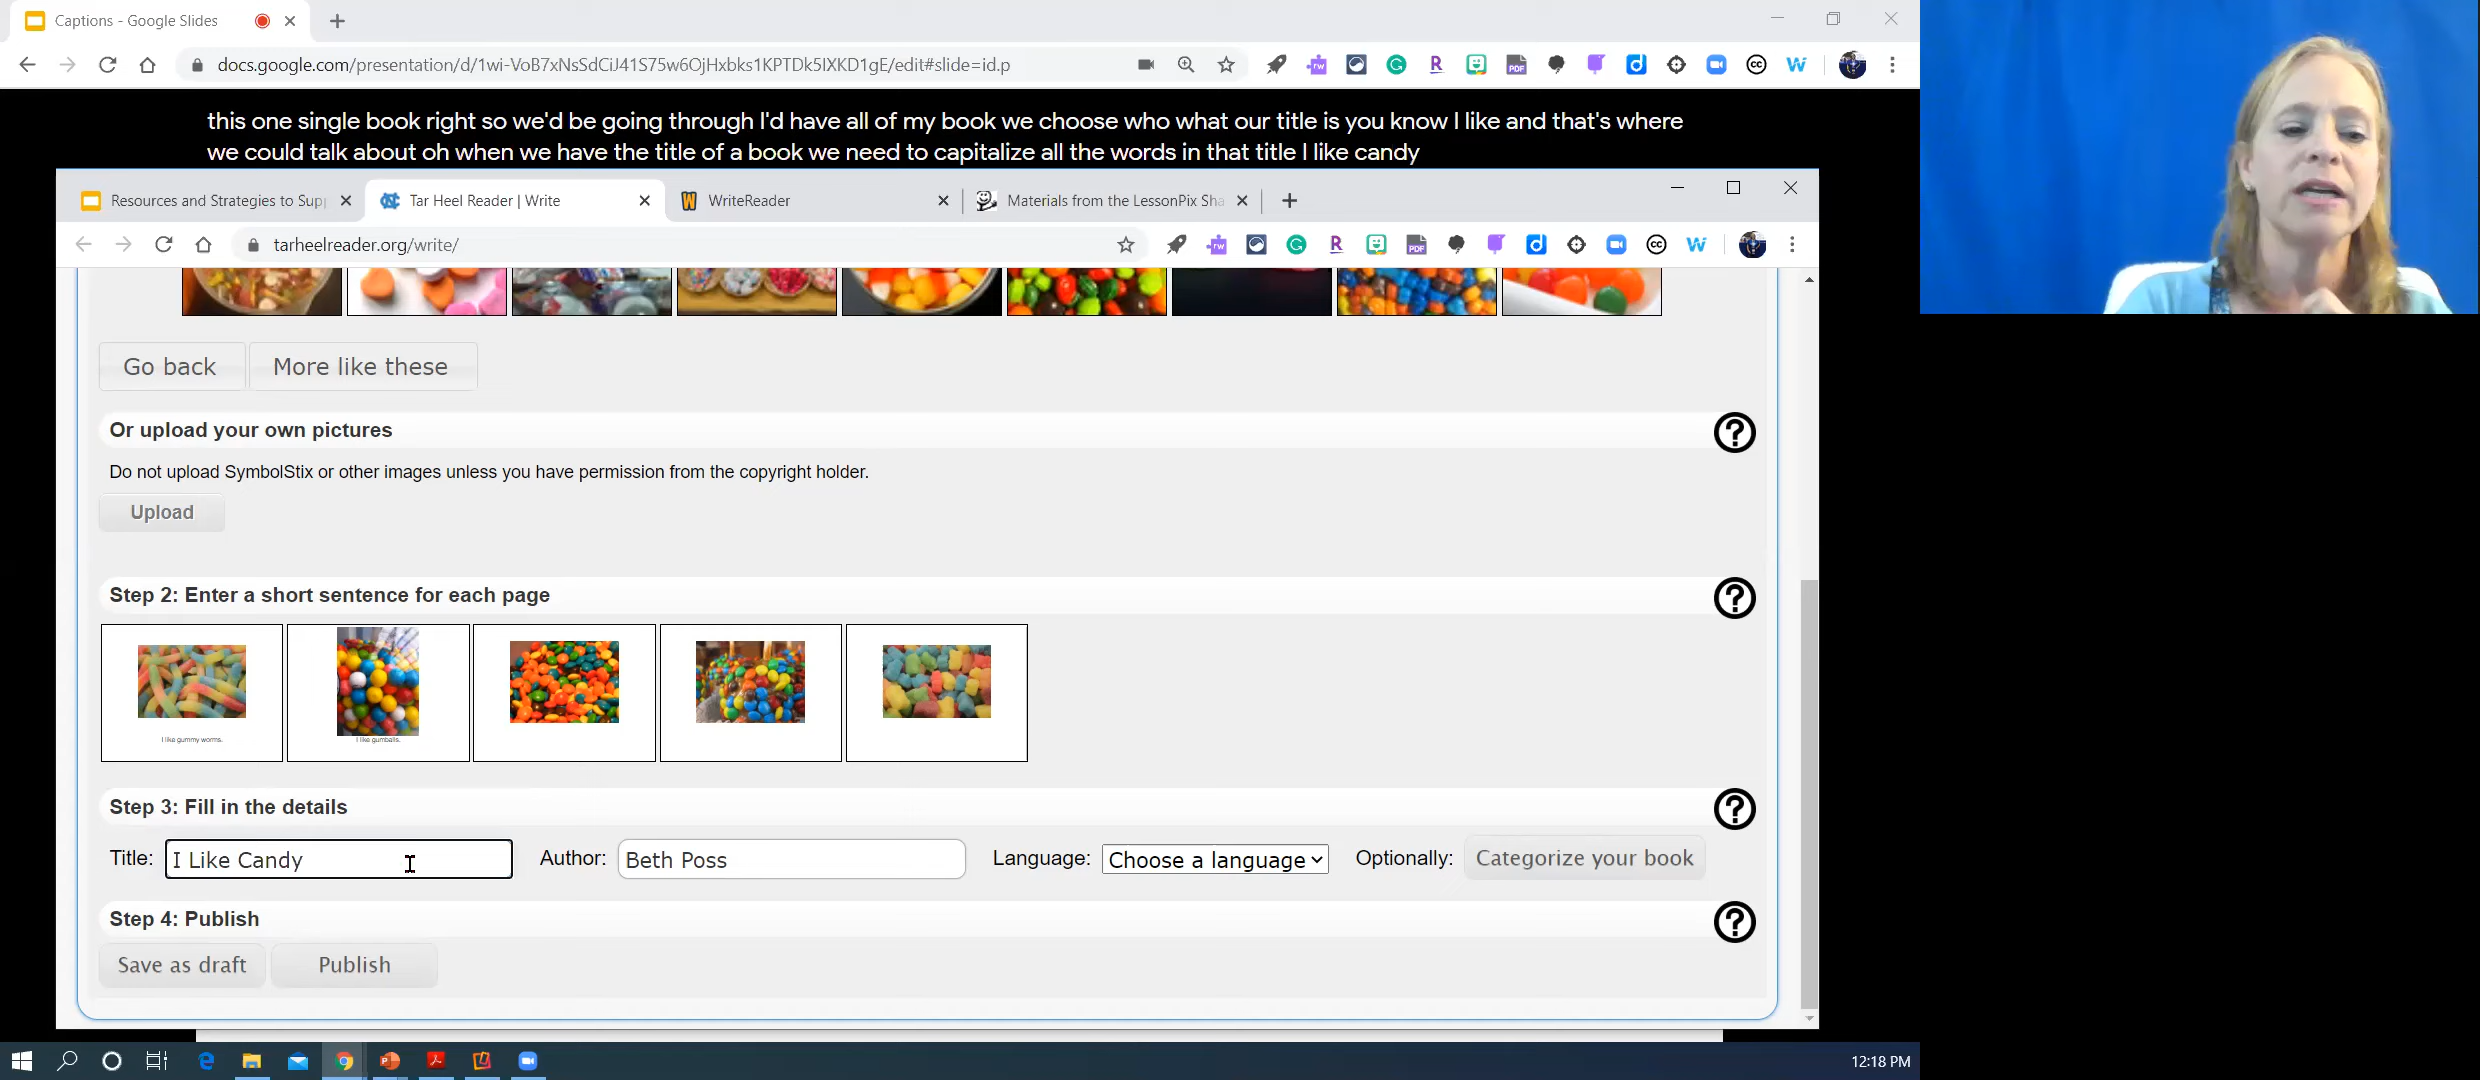 Captions - Google Slides
docs.google.com/presentation/d/1wi-VoB7xNsSdCiJ41S75w6OjHxbks1KPTDk5IXKD1gE/edit#slide=id.p
this one single book right so we'd be going through I'd have all of my book we choose who what our title is you know I like and that's where
we could talk about oh when we have the title of a book we need to capitalize all the words in that title I like candy
Resources and Strategies to Supp
Tar Heel Reader | Write
WriteReader
Materials from the LessonPix Sha
tarheelreader.org/write/
Go back
More like these
Or upload your own pictures
Do not upload SymbolStix or other images unless you have permission from the copyright holder.
Upload
Step 2: Enter a short sentence for each page
I like gummy worms.
I like gumballs.
Step 3: Fill in the details
Title: I Like Candy Author: Beth Poss Language: Choose a language Optionally: Categorize your book
Step 4: Publish
Save as draft
Publish
12:18 PM